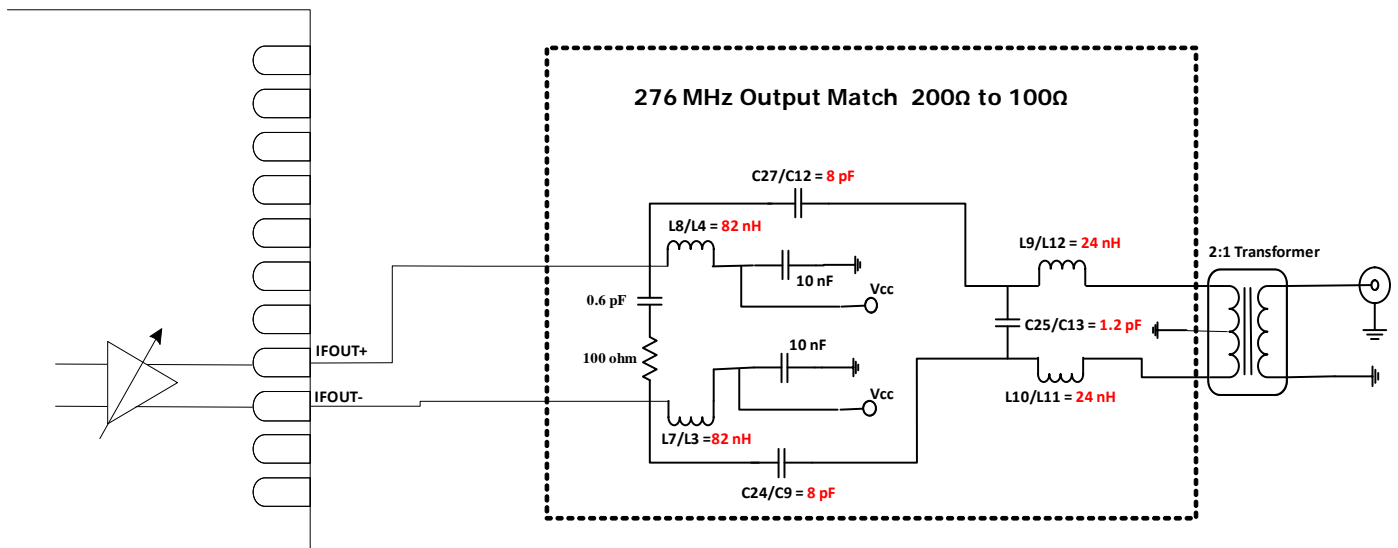 276 MHz Output Match 200Ω to 100Ω
C27/C12 = 8 pF
L8/L4 = 82 nH
L9/L12 = 24 nH
2:1 Transformer
10 nF
Vcc
0.6 pF
C25/C13 = 1.2 pF
100 ohm
10 nF
IFOUT+
IFOUT-
Vcc
L10/L11 = 24 nH
L7/L3 =82 nH
C24/C9 = 8 pF